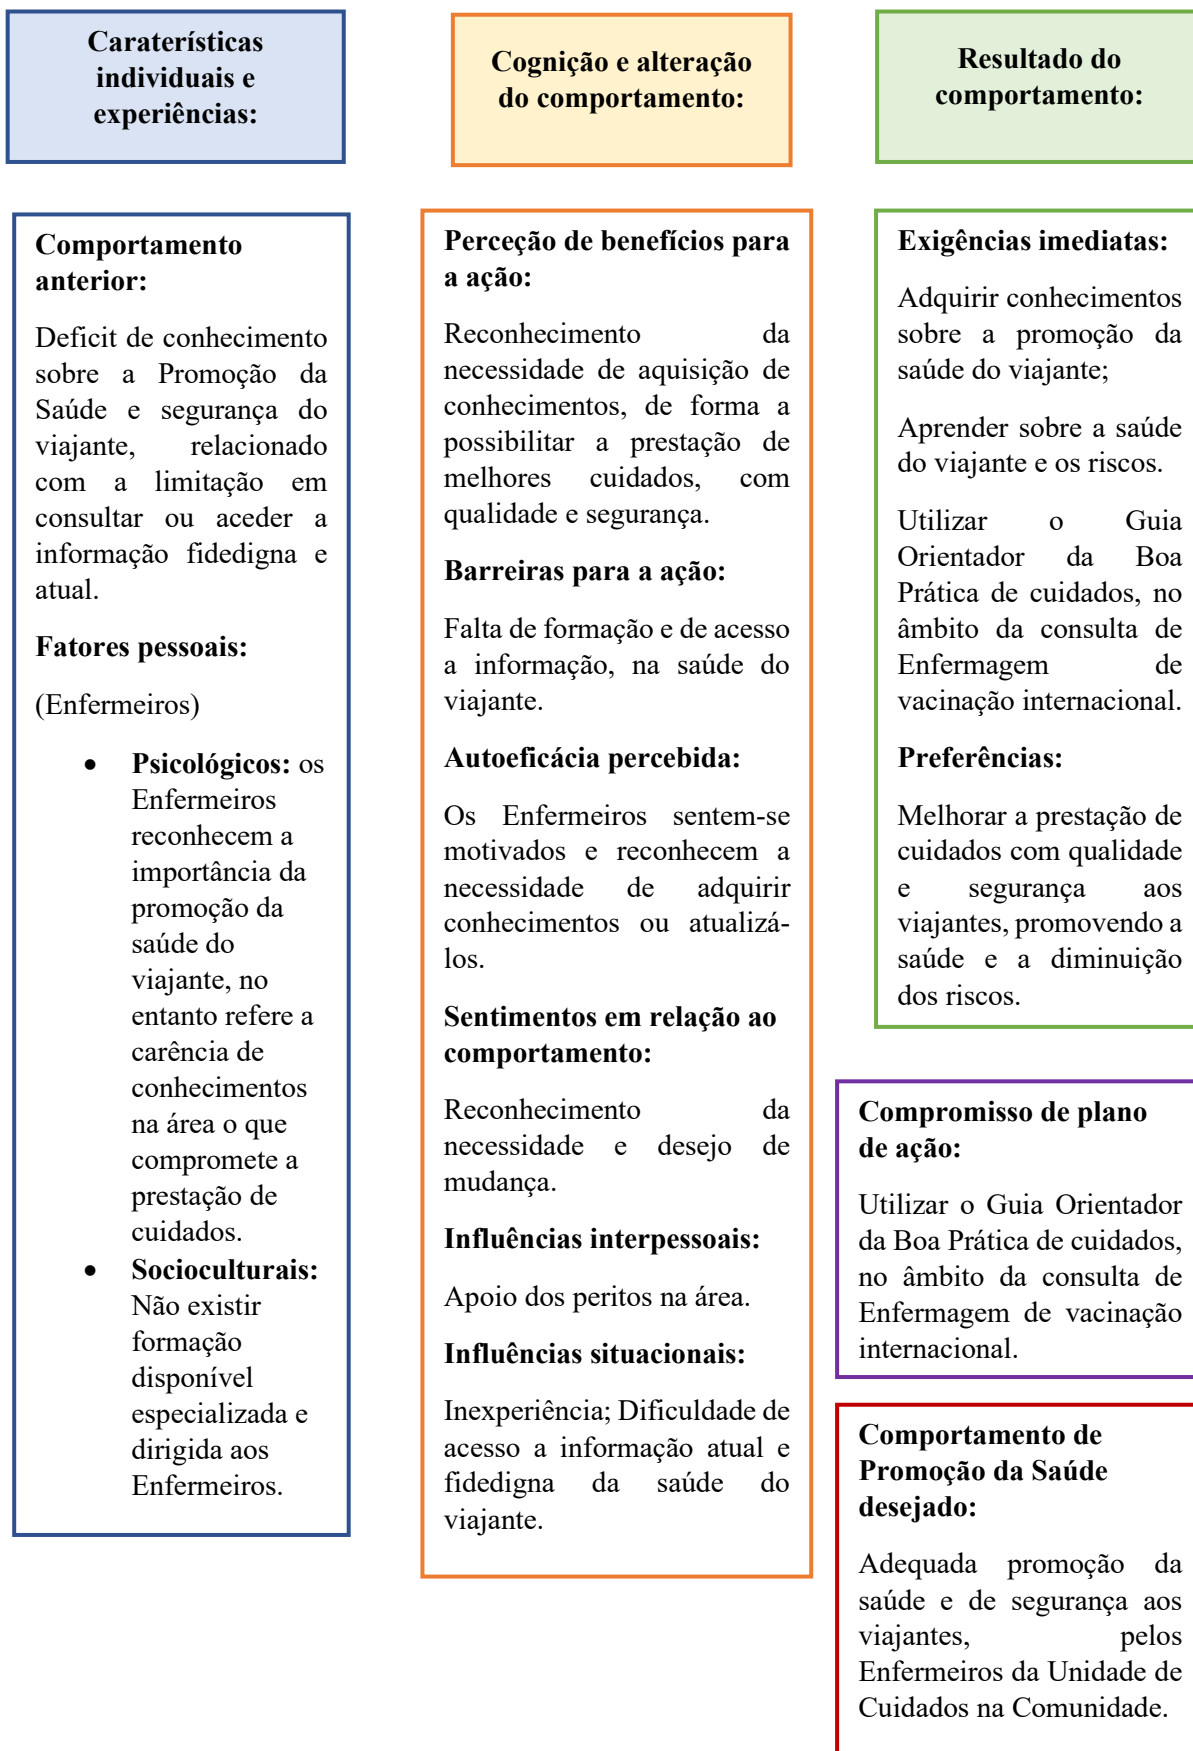 Caraterísticas
individuais e
experiências:
Comportamento
anterior:
Deficit de conhecimento
sobre a Promoção da
Saúde e segurança do
viajante, relacionado
com a limitação em
consultar ou aceder a
informação fidedigna e
atual.
Fatores pessoais:
(Enfermeiros)
• Psicológicos: os
Enfermeiros
reconhecem a
importância da
promoção da
saúde do
viajante, no
entanto refere a
carência de
conhecimentos
na área o que
compromete a
prestação de
cuidados.
• Socioculturais:
Não existir
formação
disponível
especializada e
dirigida aos
Enfermeiros.
Cognição e alteração
do comportamento:
Perceção de benefícios para
a ação:
Reconhecimento da
necessidade de aquisição de
conhecimentos, de forma a
possibilitar a prestação de
melhores cuidados, com
qualidade e segurança.
Barreiras para a ação:
Falta de formação e de acesso
a informação, na saúde do
viajante.
Autoeficácia percebida:
Os Enfermeiros sentem-se
motivados e reconhecem a
necessidade de adquirir
conhecimentos ou atualizá-
los.
Sentimentos em relação ao
comportamento:
Reconhecimento da
necessidade e desejo de
mudança.
Influências interpessoais:
Apoio dos peritos na área.
Influências situacionais:
Inexperiência; Dificuldade de
acesso a informação atual e
fidedigna da saúde do
viajante.
Resultado do
comportamento:
Exigências imediatas:
Adquirir conhecimentos
sobre a promoção da
saúde do viajante;
Aprender sobre a saúde
do viajante e os riscos.
Utilizar o Guia
Orientador da Boa
Prática de cuidados, no
âmbito da consulta de
Enfermagem de
vacinação internacional.
Preferências:
Melhorar a prestação de
cuidados com qualidade
e segurança aos
viajantes, promovendo a
saúde e a diminuição
dos riscos.
Compromisso de plano
de ação:
Utilizar o Guia Orientador
da Boa Prática de cuidados,
no âmbito da consulta de
Enfermagem de vacinação
internacional.
Comportamento de
Promoção da Saúde
desejado:
Adequada promoção da
saúde e de segurança aos
viajantes, pelos
Enfermeiros da Unidade de
Cuidados na Comunidade.